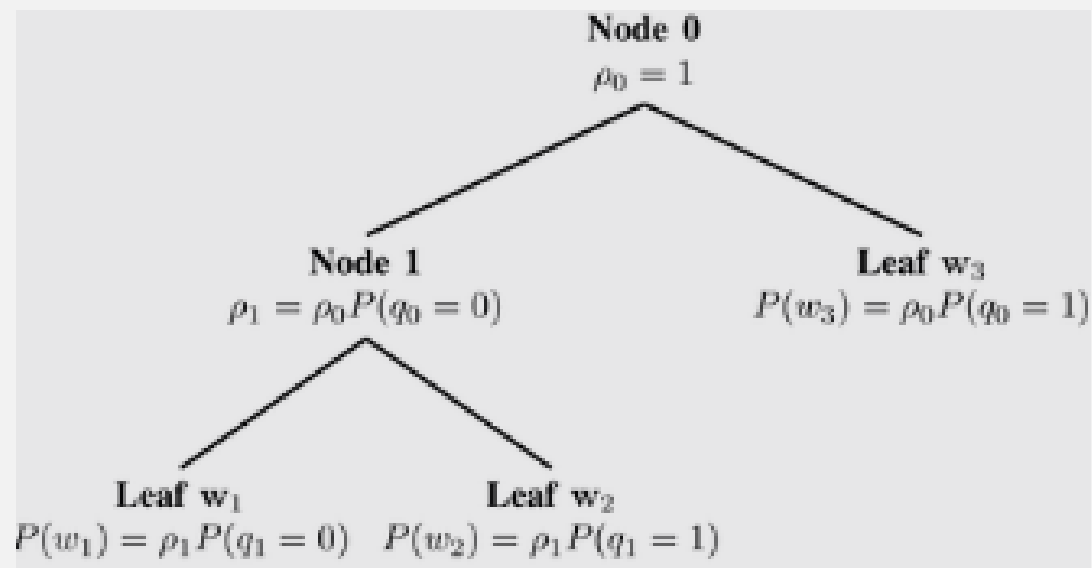 Node 0
ρ₀ = 1
Node 1
ρ₁ = ρ₀P(q₀ = 0)
Leaf w₃
P(w₃) = ρ₀P(q₀ = 1)
Leaf w₁
P(w₁) = ρ₁P(q₁ = 0)
Leaf w₂
P(w₂) = ρ₁P(q₁ = 1)